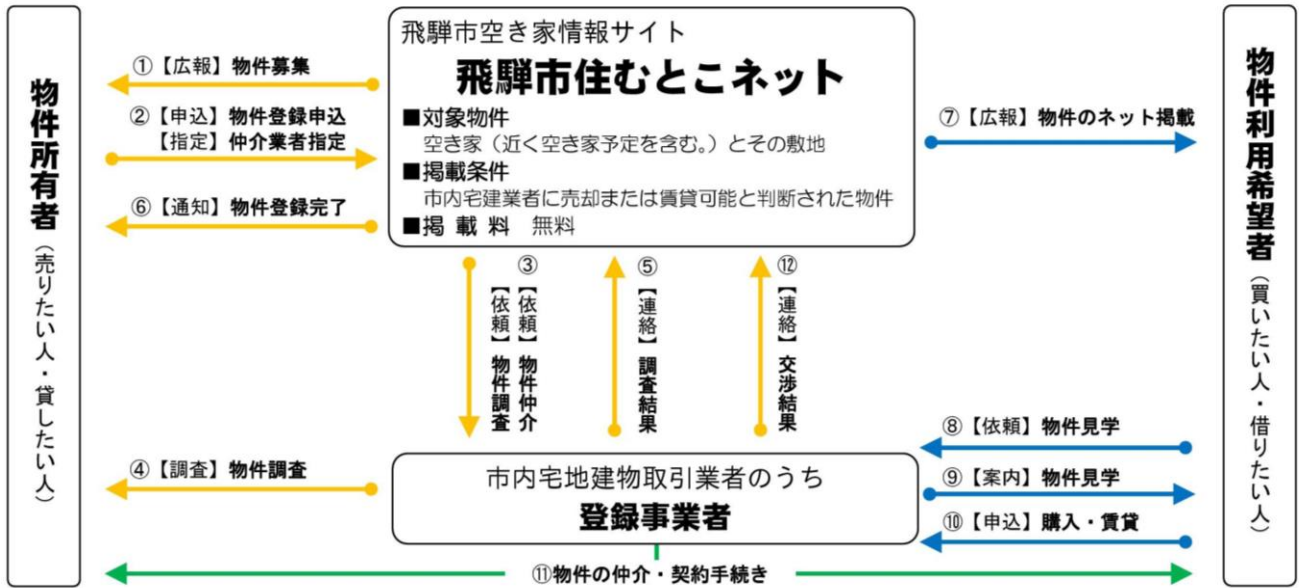 物件所有者（売りたい人・貸したい人）
①【広報】物件募集
②【申込】物件登録申込
【指定】仲介業者指定
⑥【通知】物件登録完了
飛騨市空き家情報サイト
飛騨市住むとこネット
■対象物件
空き家（近く空き家予定を含む。）とその敷地
■掲載条件
市内宅建業者に売却または賃貸可能と判断された物件
■掲 載 料　無料
⑦【広報】物件のネット掲載
物件利用希望者（買いたい人・借りたい人）
③【依頼】物件仲介
【依頼】物件調査
⑤【連絡】調査結果
⑫【連絡】交渉結果
④【調査】物件調査
市内宅地建物取引業者のうち
登録事業者
⑧【依頼】物件見学
⑨【案内】物件見学
⑩【申込】購入・賃貸
⑪物件の仲介・契約手続き